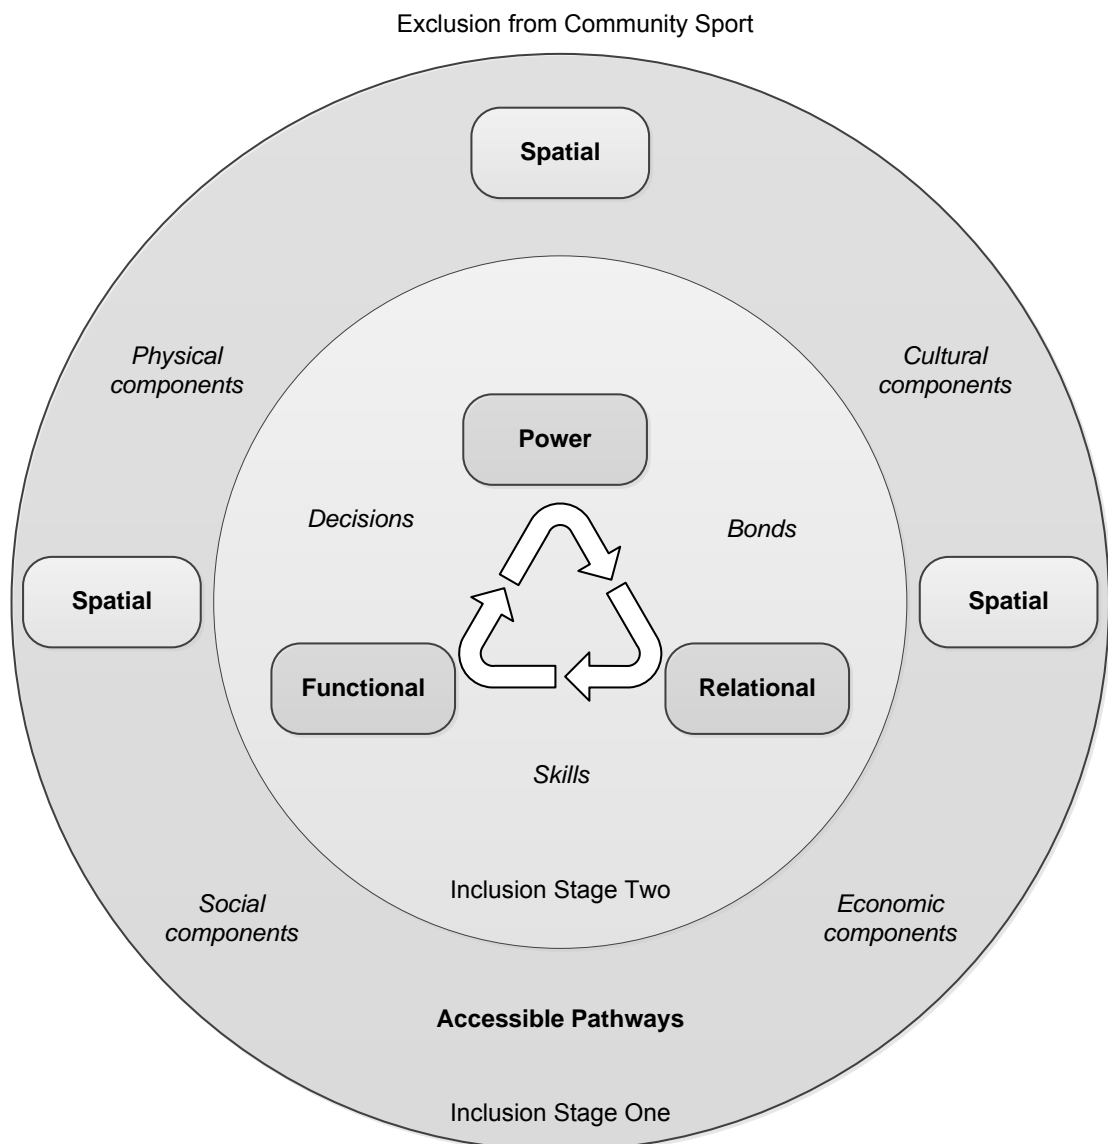 Exclusion from Community Sport
Spatial
Physical
components
Cultural
components
Power
Decisions
Bonds
Spatial
Spatial
Functional
Relational
Skills
Inclusion Stage Two
Social
components
Economic
components
Accessible Pathways
Inclusion Stage One